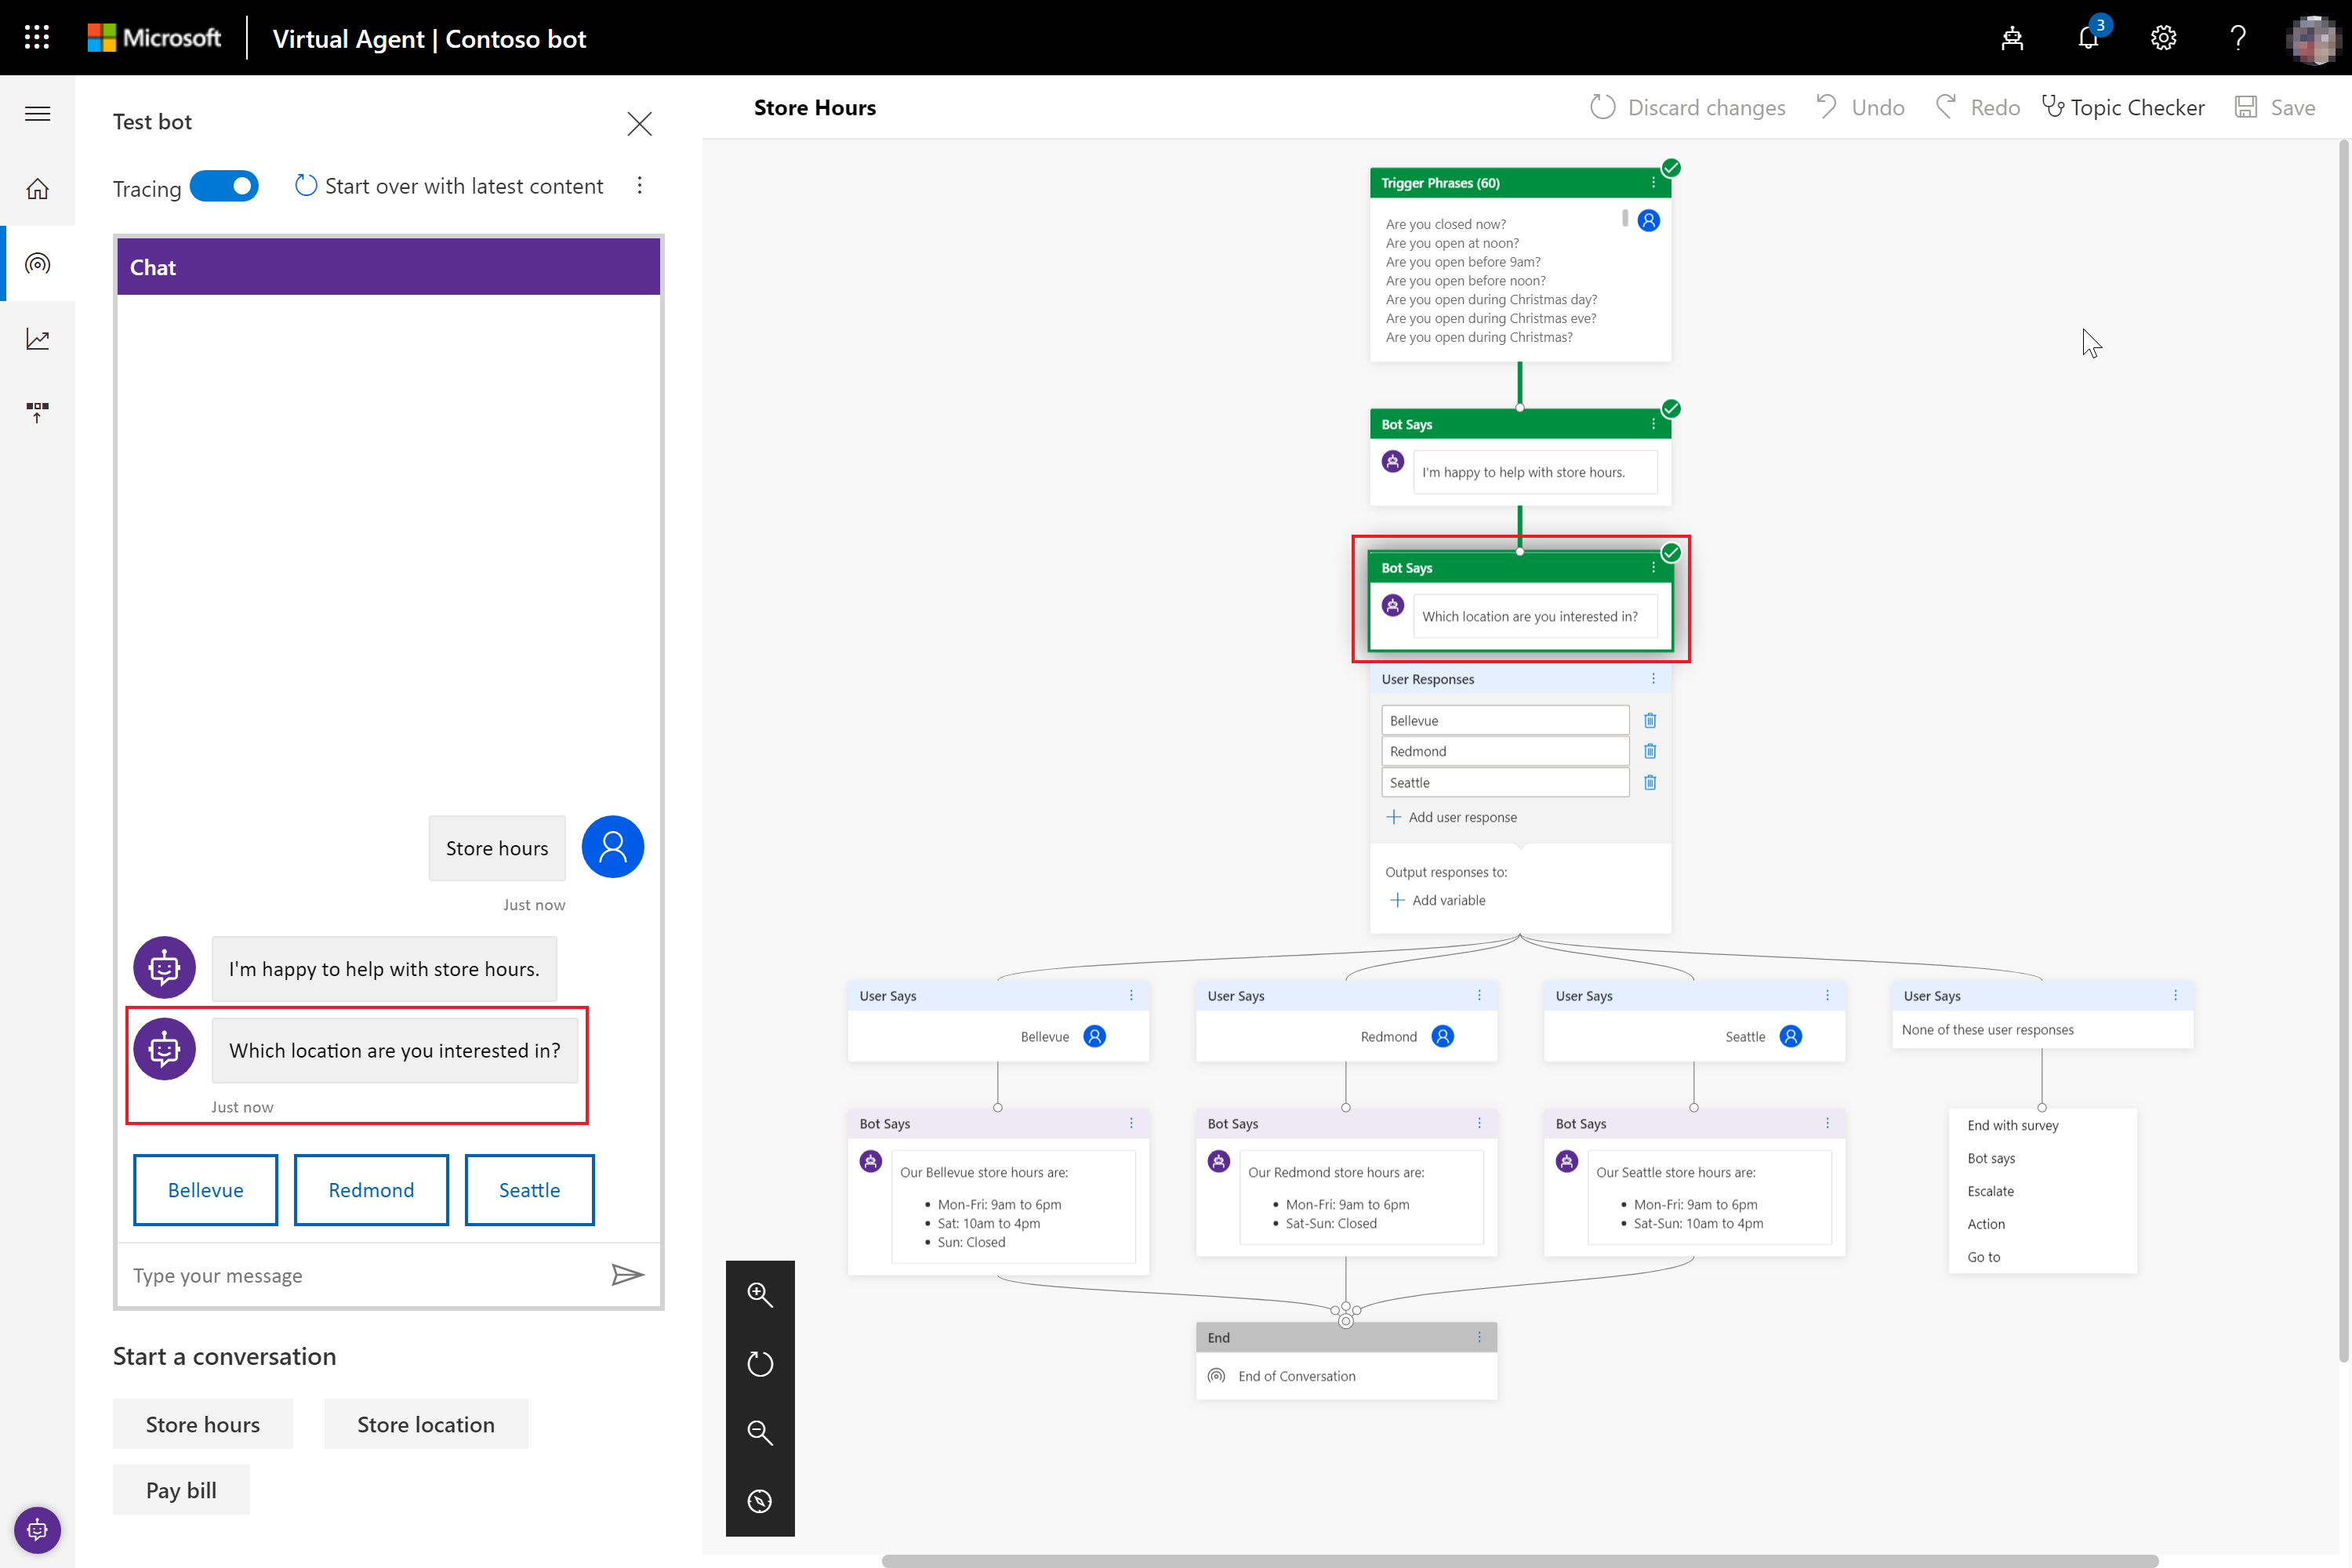 Microsoft
Virtual Agent | Contoso bot
3
Test bot
Tracing
Start over with latest content
Chat
Store hours
Just now
I'm happy to help with store hours.
Which location are you interested in?
Just now
Bellevue
Redmond
Seattle
Type your message
Start a conversation
Store hours
Store location
Pay bill
Store Hours
Discard changes
Undo
Redo
Topic Checker
Save
Trigger Phrases (60)
Are you closed now?
Are you open at noon?
Are you open before 9am?
Are you open before noon?
Are you open during Christmas day?
Are you open during Christmas eve?
Are you open during Christmas?
Bot Says
I'm happy to help with store hours.
Bot Says
Which location are you interested in?
User Responses
Bellevue
Redmond
Seattle
Add user response
Output responses to:
Add variable
User Says
Bellevue
User Says
Redmond
User Says
Seattle
User Says
None of these user responses
Bot Says
Our Bellevue store hours are:
• Mon-Fri: 9am to 6pm
• Sat: 10am to 4pm
• Sun: Closed
Bot Says
Our Redmond store hours are:
• Mon-Fri: 9am to 6pm
• Sat-Sun: Closed
Bot Says
Our Seattle store hours are:
• Mon-Fri: 9am to 6pm
• Sat-Sun: 10am to 4pm
End with survey
Bot says
Escalate
Action
Go to
End
End of Conversation